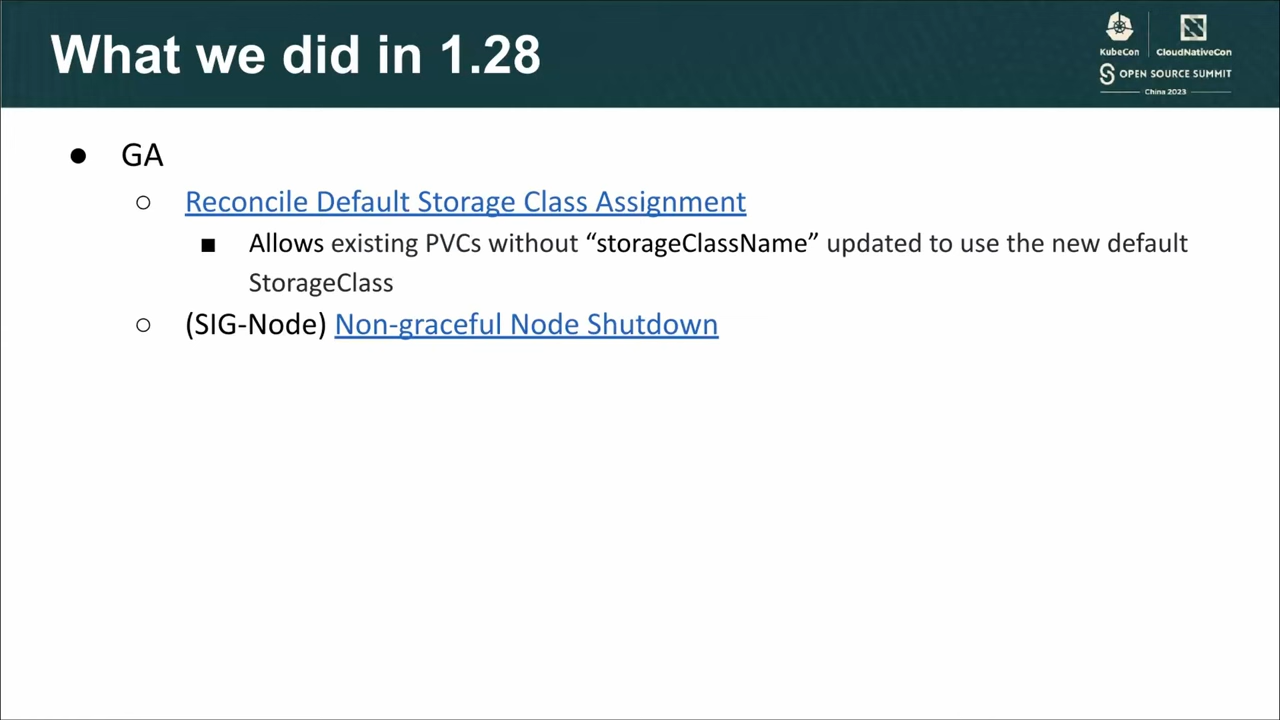 What we did in 1.28
KubeCon
CloudNativeCon
OPEN SOURCE SUMMIT
China 2023
● GA
○ Reconcile Default Storage Class Assignment
■ Allows existing PVCs without “storageClassName” updated to use the new default
StorageClass
○ (SIG-Node) Non-graceful Node Shutdown